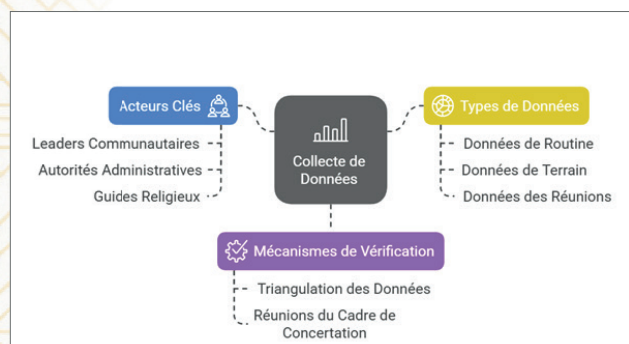 Acteurs Clés
Leaders Communautaires
Autorités Administratives
Guides Religieux
Collecte de
Données
Types de Données
Données de Routine
Données de Terrain
Données des Réunions
Mécanismes de Vérification
Triangulation des Données
Réunions du Cadre de
Concertation